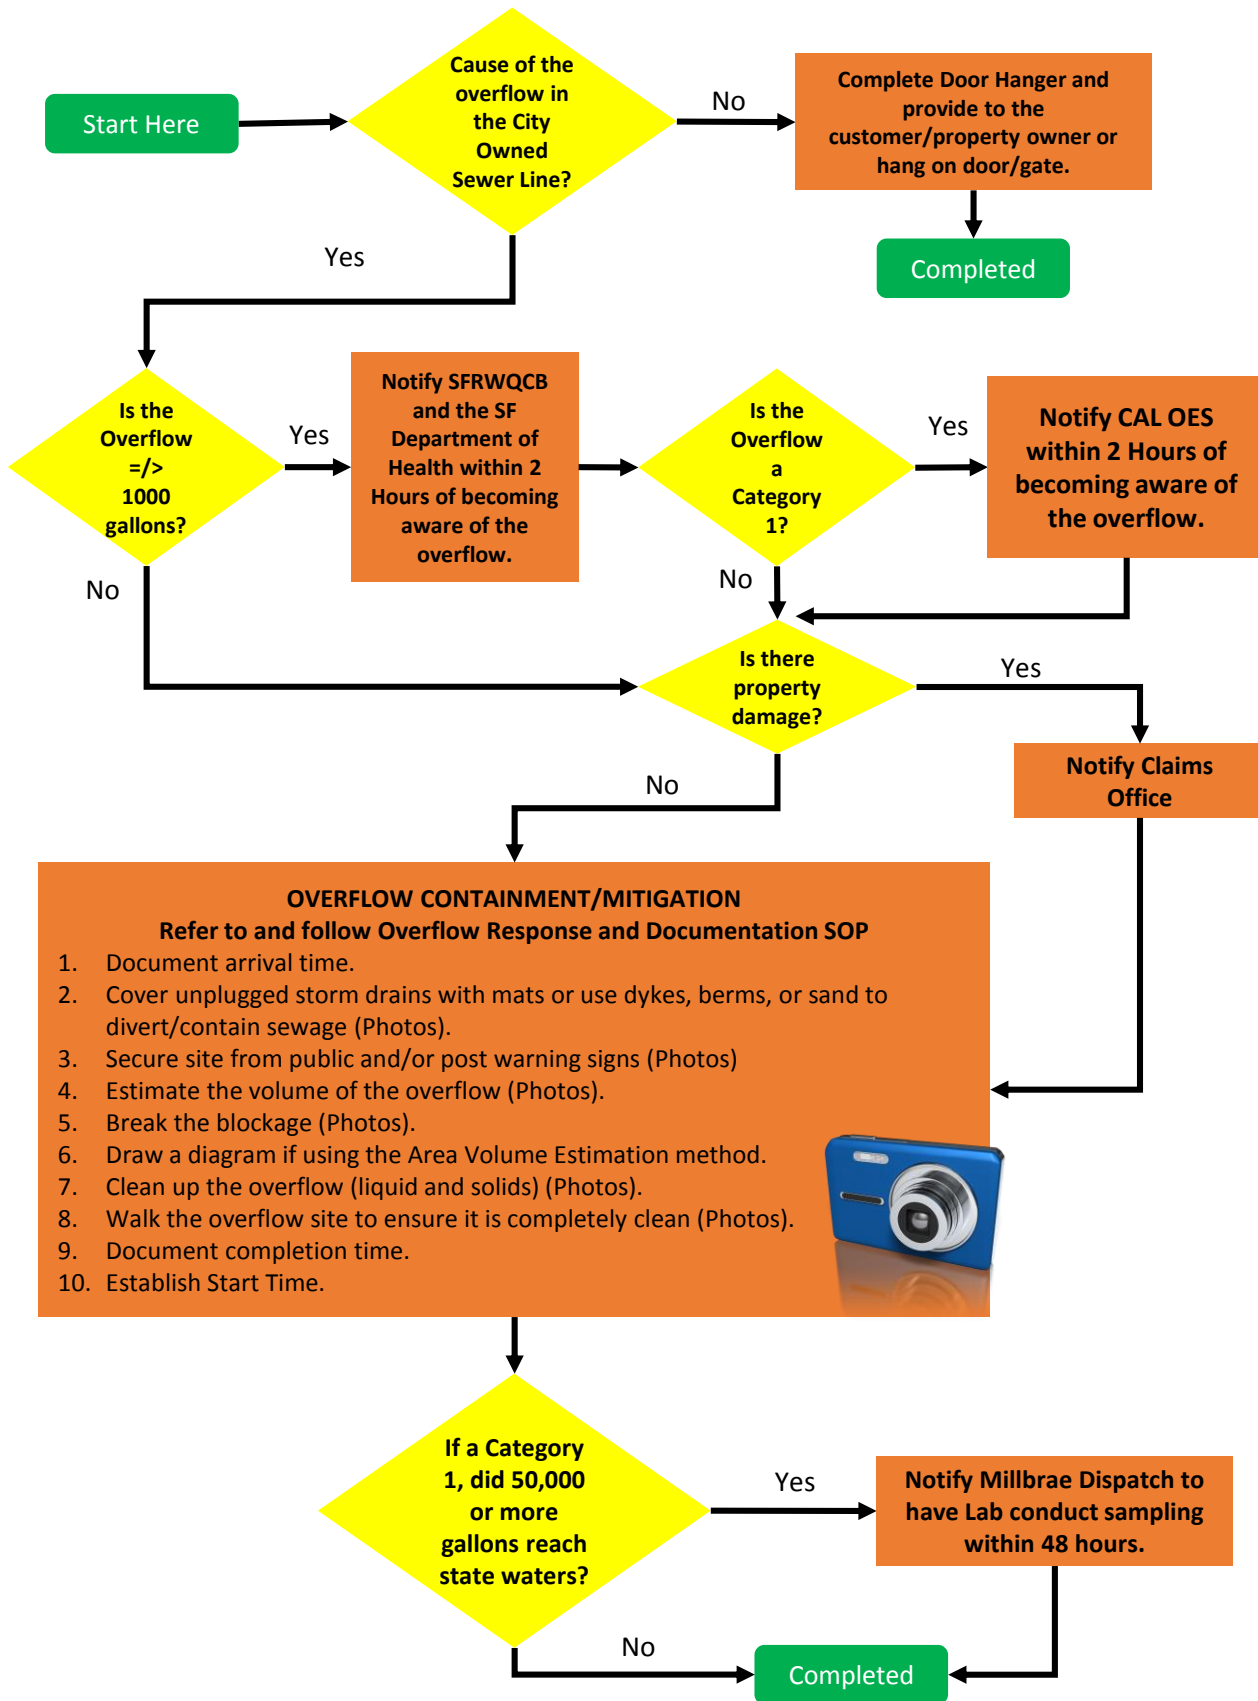 Start Here
Cause of the
overflow in
the City
Owned
Sewer Line?
No
Complete Door Hanger and
provide to the
customer/property owner or
hang on door/gate.
Completed
Yes
Is the
Overflow
=/>
1000
gallons?
Yes
Notify SFRWQCB
and the SF
Department of
Health within 2
Hours of becoming
aware of the
overflow.
Is the
Overflow
a
Category
1?
Yes
Notify CAL OES
within 2 Hours of
becoming aware of
the overflow.
No
No
Is there
property
damage?
Yes
Notify Claims
Office
No
OVERFLOW CONTAINMENT/MITIGATION
Refer to and follow Overflow Response and Documentation SOP
1. Document arrival time.
2. Cover unplugged storm drains with mats or use dykes, berms, or sand to
divert/contain sewage (Photos).
3. Secure site from public and/or post warning signs (Photos)
4. Estimate the volume of the overflow (Photos).
5. Break the blockage (Photos).
6. Draw a diagram if using the Area Volume Estimation method.
7. Clean up the overflow (liquid and solids) (Photos).
8. Walk the overflow site to ensure it is completely clean (Photos).
9. Document completion time.
10. Establish Start Time.
If a Category
1, did 50,000
or more
gallons reach
state waters?
Yes
Notify Millbrae Dispatch to
have Lab conduct sampling
within 48 hours.
No
Completed